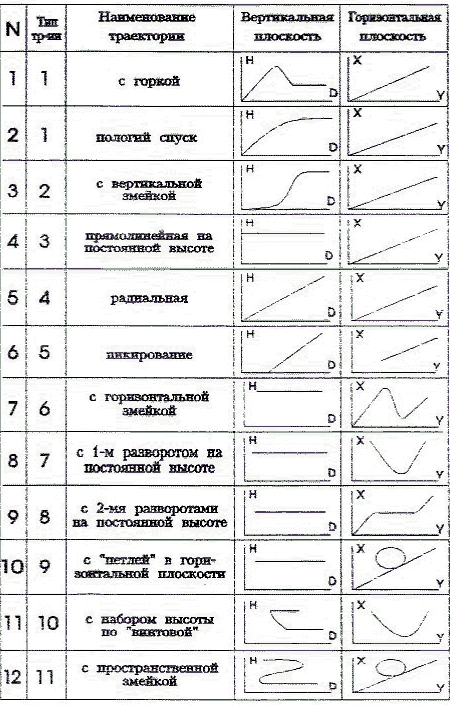 N Тип тр-ии Наименование траектории Вертикальная плоскость Горизонтальная плоскость
1 1 с горкой H D X Y
2 1 пологий спуск H D X Y
3 2 с вертикальной змейкой H D X Y
4 3 прямолинейная на постоянной высоте H D X Y
5 4 радиальная H D X Y
6 5 пикирование H D X Y
7 6 с горизонтальной змейкой H D X Y
8 7 с 1-м разворотом на постоянной высоте H D X Y
9 8 с 2-мя разворотами на постоянной высоте H D X Y
10 9 с "петлей" в гори-зонтальной плоскости H D X Y
11 10 с набором высоты по "винтовой" H D X Y
12 11 с пространственной змейкой H D X Y